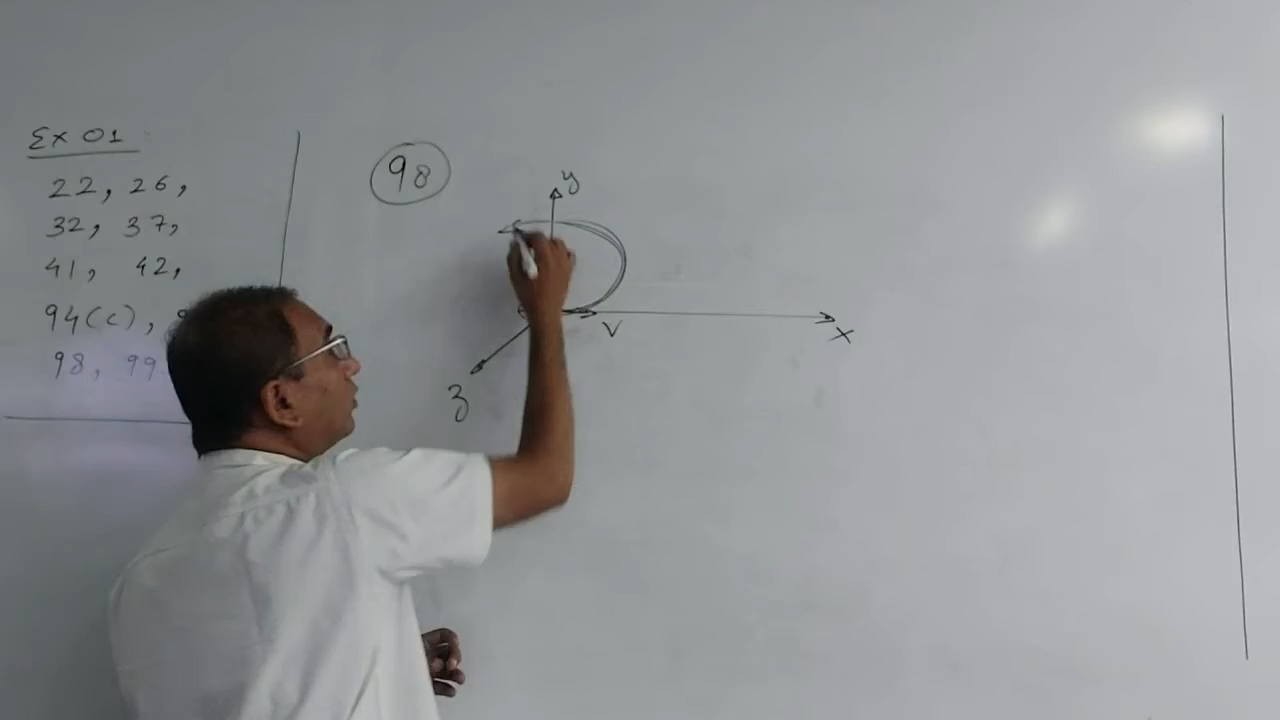 Ex 01
22, 26,
32, 37,
41, 42,
94(c),
98, 99
98
y
v
x
z